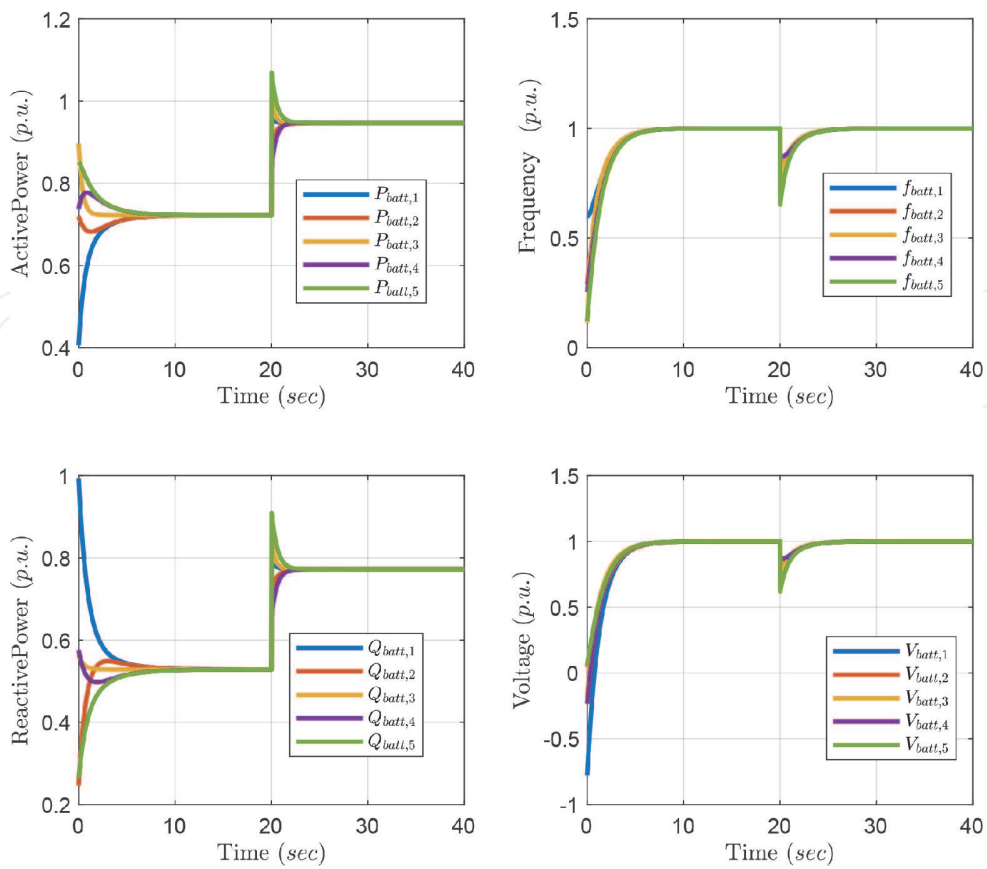 1.2
1
0.8
0.6
0.4
ActivePower (p.u.)
P_batt,1
P_batt,2
P_batt,3
P_batt,4
P_batt,5
0 10 20 30 40
Time (sec)
1.5
1
0.5
0
Frequency (p.u.)
f_batt,1
f_batt,2
f_batt,3
f_batt,4
f_batt,5
0 10 20 30 40
Time (sec)
1
0.8
0.6
0.4
0.2
ReactivePower (p.u.)
Q_batt,1
Q_batt,2
Q_batt,3
Q_batt,4
Q_batt,5
0 10 20 30 40
Time (sec)
1.5
1
0.5
0
-0.5
-1
Voltage (p.u.)
V_batt,1
V_batt,2
V_batt,3
V_batt,4
V_batt,5
0 10 20 30 40
Time (sec)